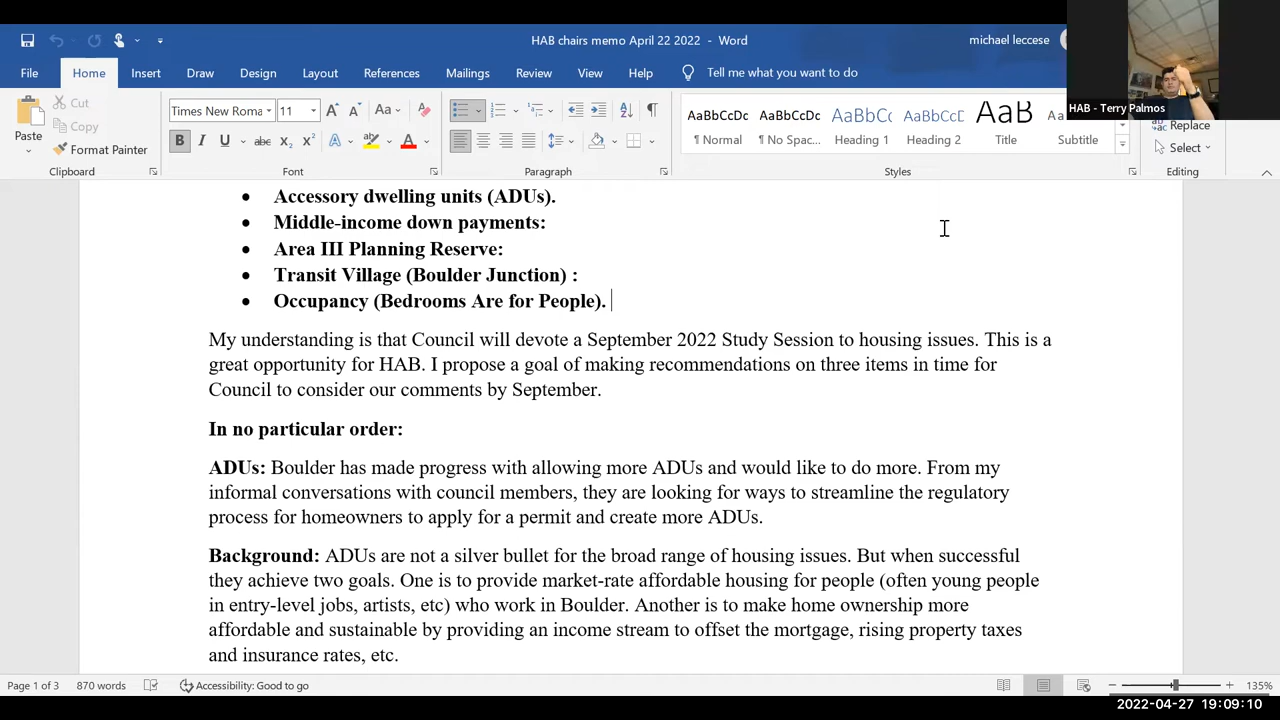 HAB chairs memo April 22 2022 - Word
michael leccese
HAB - Terry Palmos
File Home Insert Draw Design Layout References Mailings Review View Help Tell me what you want to do
Paste
Cut
Copy
Format Painter
Clipboard
Times New Roma 11
Font
Paragraph
AaBbCcDc AaBbCcDc AaBbCc AaBbCcD AaB
¶ Normal ¶ No Spac... Heading 1 Heading 2 Title Subtitle
Styles
Replace
Select
Editing
• Accessory dwelling units (ADUs).
• Middle-income down payments:
• Area III Planning Reserve:
• Transit Village (Boulder Junction) :
• Occupancy (Bedrooms Are for People).
My understanding is that Council will devote a September 2022 Study Session to housing issues. This is a
great opportunity for HAB. I propose a goal of making recommendations on three items in time for
Council to consider our comments by September.
In no particular order:
ADUs: Boulder has made progress with allowing more ADUs and would like to do more. From my
informal conversations with council members, they are looking for ways to streamline the regulatory
process for homeowners to apply for a permit and create more ADUs.
Background: ADUs are not a silver bullet for the broad range of housing issues. But when successful
they achieve two goals. One is to provide market-rate affordable housing for people (often young people
in entry-level jobs, artists, etc) who work in Boulder. Another is to make home ownership more
affordable and sustainable by providing an income stream to offset the mortgage, rising property taxes
and insurance rates, etc.
Page 1 of 3 870 words Accessibility: Good to go 135%
2022-04-27 19:09:10